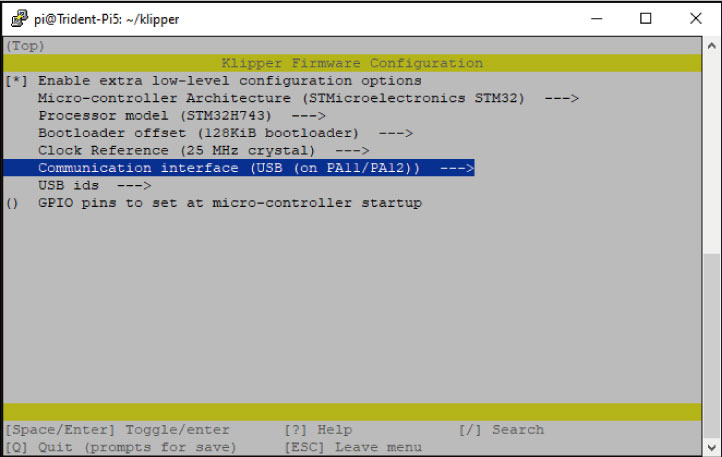 pi@Trident-Pi5: ~/klipper
(Top)
Klipper Firmware Configuration
[*] Enable extra low-level configuration options
Micro-controller Architecture (STMicroelectronics STM32) --->
Processor model (STM32H743) --->
Bootloader offset (128KiB bootloader) --->
Clock Reference (25 MHz crystal) --->
Communication interface (USB (on PA11/PA12)) --->
USB ids --->
() GPIO pins to set at micro-controller startup
[Space/Enter] Toggle/enter [?] Help [/] Search
[Q] Quit (prompts for save) [ESC] Leave menu